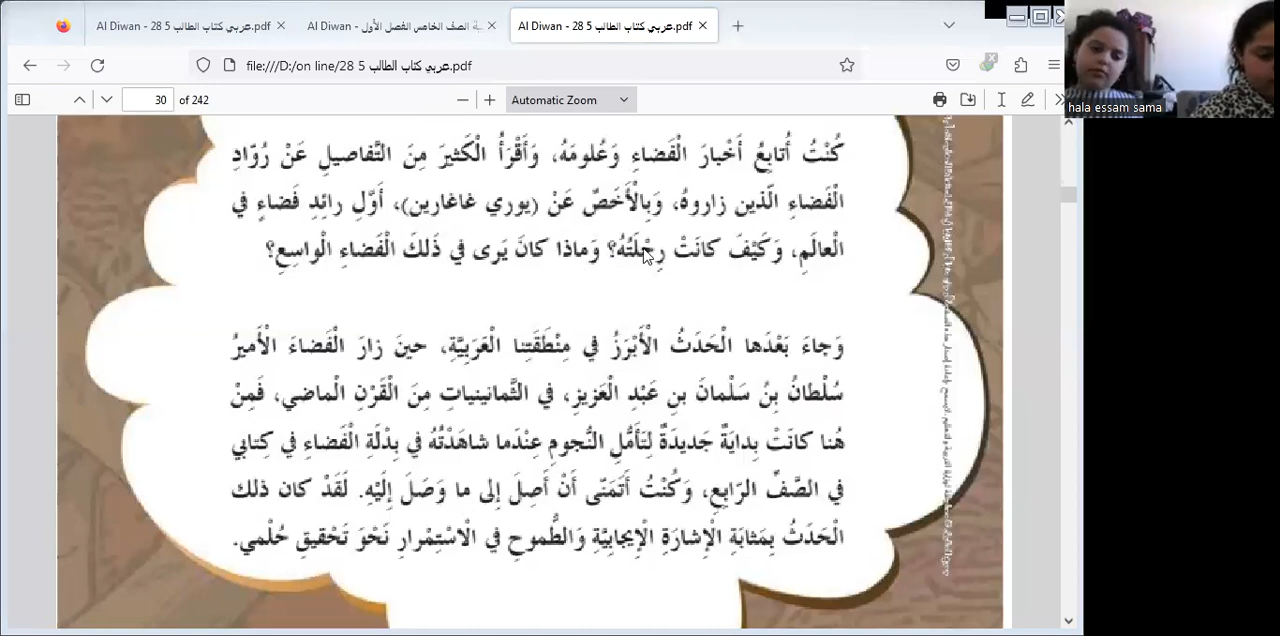 Al Diwan - 28 5 عربي كتاب الطالب.pdf
Al Diwan - ـة الصف الخامس الفصل الأول
Al Diwan - 28 5 عربي كتاب الطالب.pdf
file:///D:/on line/28 5 عربي كتاب الطالب.pdf
30 of 242
Automatic Zoom
hala essam sama
كُنْتُ أُتابِعُ أَخْبارَ الْفَضاءِ وَعُلومَهُ، وَأَقْرَأُ الْكَثيرَ مِنَ التَّفاصيلِ عَنْ رُوّادِ
الْفَضاءِ الَّذين زاروهُ، وَبِالْأَخَصِّ عَنْ (يوري غاغارين)، أَوَّلِ رائِدِ فَضاءٍ في
الْعالَمِ، وَكَيْفَ كانَتْ رِحْلَتُهُ؟ وَماذا كانَ يَرى في ذَلكَ الْفَضاءِ الْواسِعِ؟
وَجاءَ بَعْدَها الْحَدَثُ الْأَبْرَزُ في مِنْطَقَتِنا الْعَرَبِيَّةِ، حينَ زارَ الْفَضاءَ الْأَميرُ
سُلْطانُ بِنُ سَلْمانَ بنِ عَبْدِ الْعَزيزِ، في الثَّمانينياتِ مِنَ الْقَرْنِ الْماضي، فَمِنْ
هُنا كانَتْ بِدايَةٌ جَديدَةٌ لِتَأَمُّلِ النُّجومِ عِنْدَما شاهَدْتُهُ في بِدْلَةِ الْفَضاءِ في كِتابي
في الصَّفِّ الرّابِعِ، وَكُنْتُ أَتَمَنّى أَنْ أَصِلَ إِلى ما وَصَلَ إِلَيْهِ. لَقَدْ كان ذلك
الْحَدَثُ بِمَثابَةِ الْإِشارَةِ الْإِيجابِيَّةِ وَالطُّموحِ في الْاسْتِمْرارِ نَحْوَ تَحْقيقِ حُلْمي.